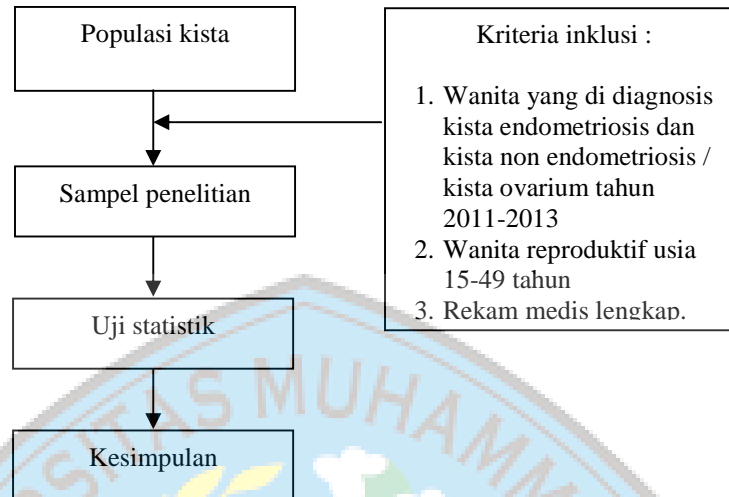 Populasi kista
Kriteria inklusi :
1. Wanita yang di diagnosis
kista endometriosis dan
kista non endometriosis /
kista ovarium tahun
2011-2013
2. Wanita reproduktif usia
15-49 tahun
3. Rekam medis lengkap.
Sampel penelitian
Uji statistik
Kesimpulan